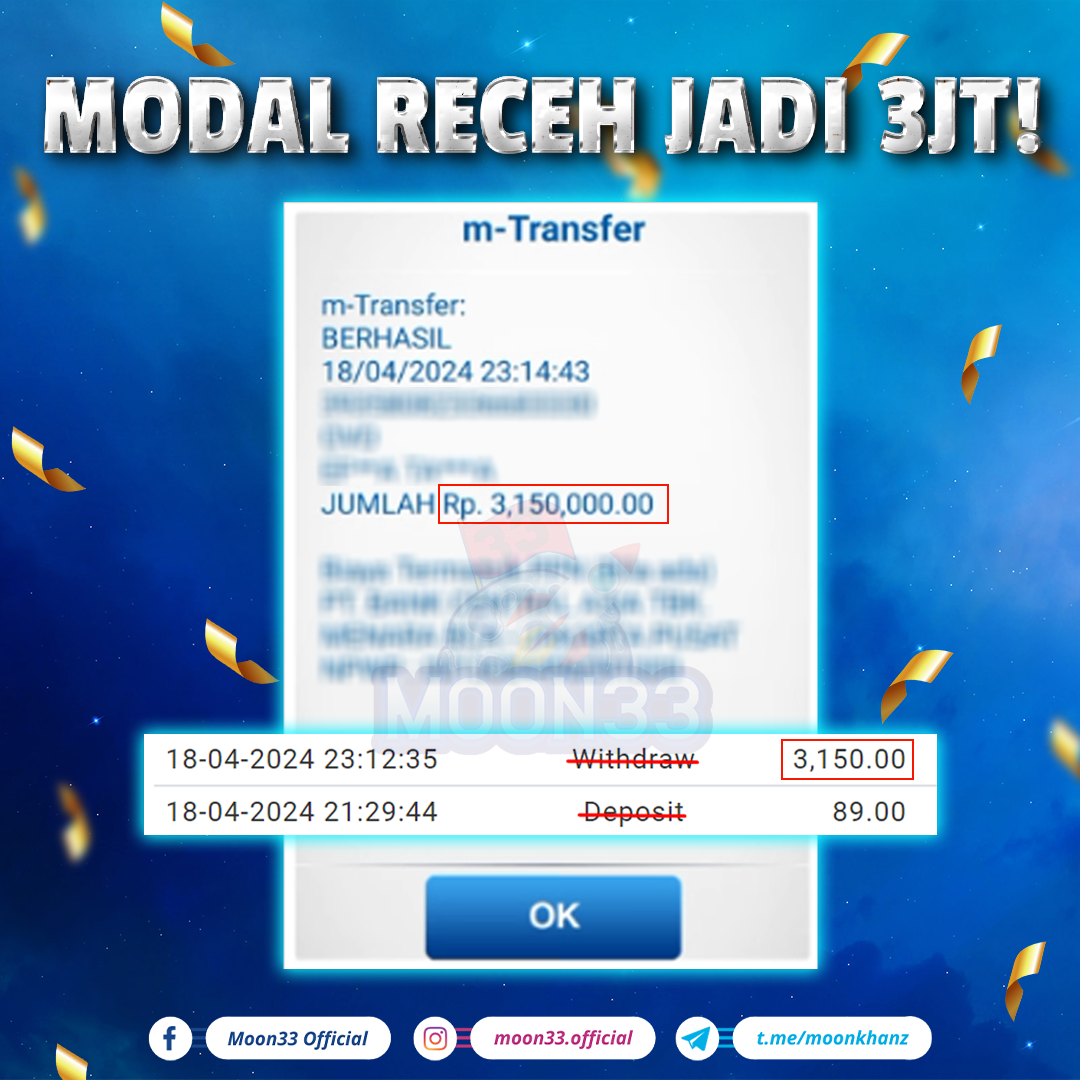 MODAL RECEH JADI 3JT!
m-Transfer
m-Transfer:
BERHASIL
18/04/2024 23:14:43
JUMLAH Rp. 3,150,000.00
33
MOON33
18-04-2024 23:12:35 Withdraw 3,150.00
18-04-2024 21:29:44 Deposit 89.00
OK
Moon33 Official
moon33.official
t.me/moonkhanz